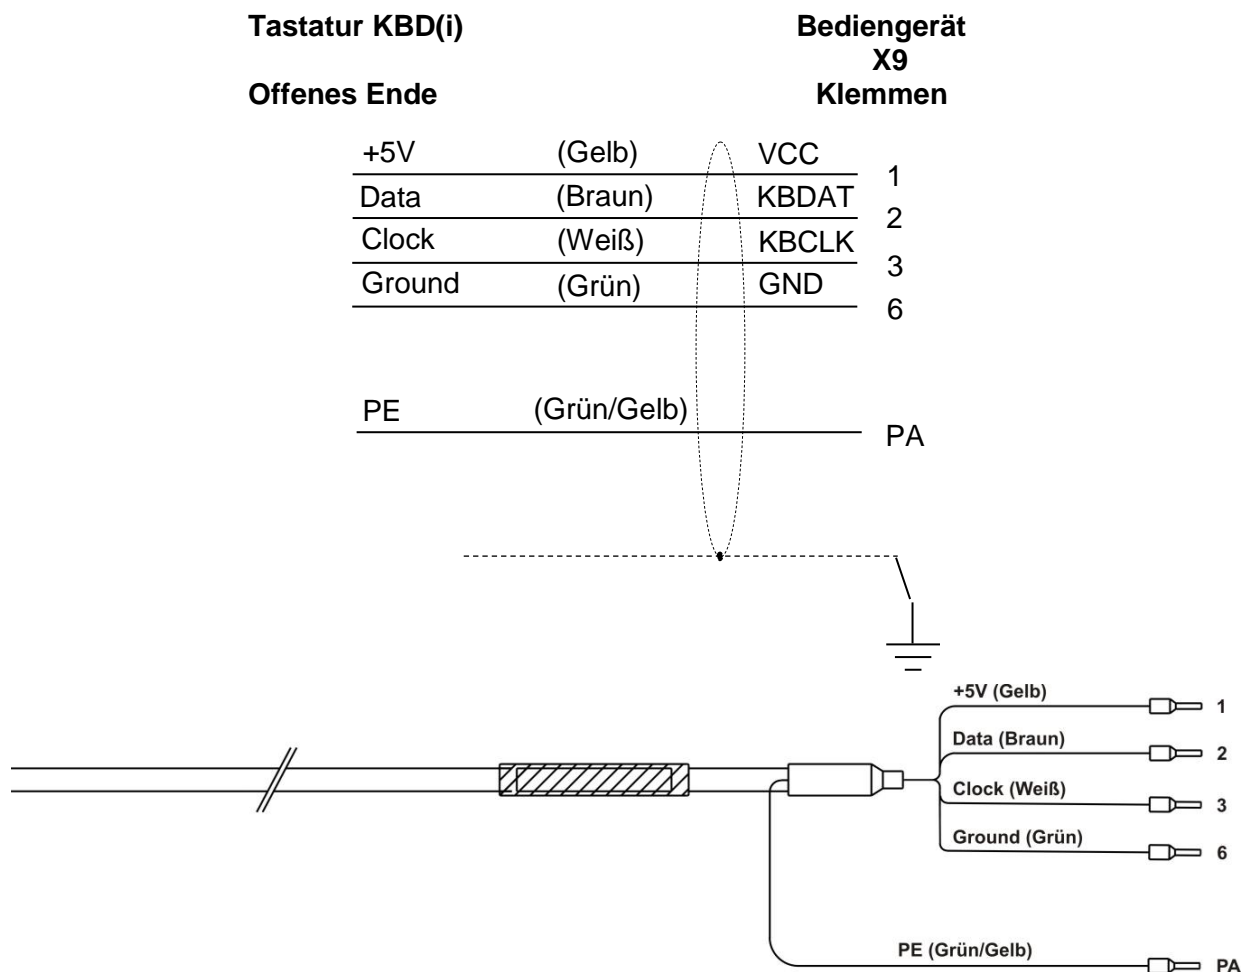 Tastatur KBD(i) Bediengerät
X9
Offenes Ende Klemmen
+5V (Gelb) VCC
1
Data (Braun) KBDAT
2
Clock (Weiß) KBCLK
3
Ground (Grün) GND
6
PE (Grün/Gelb)
PA
+5V (Gelb) 1
Data (Braun) 2
Clock (Weiß) 3
Ground (Grün) 6
PE (Grün/Gelb) PA